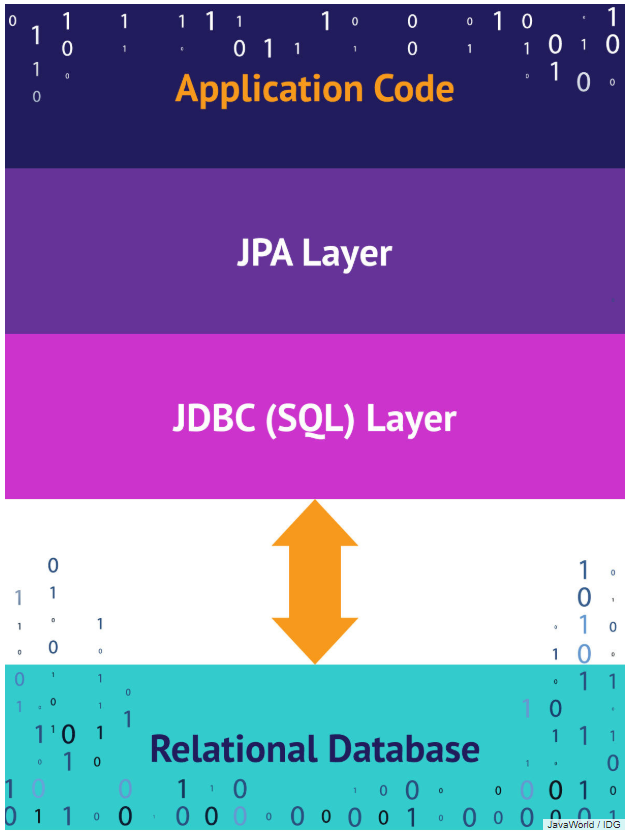 Application Code
JPA Layer
JDBC (SQL) Layer
Relational Database
JavaWorld / IDG